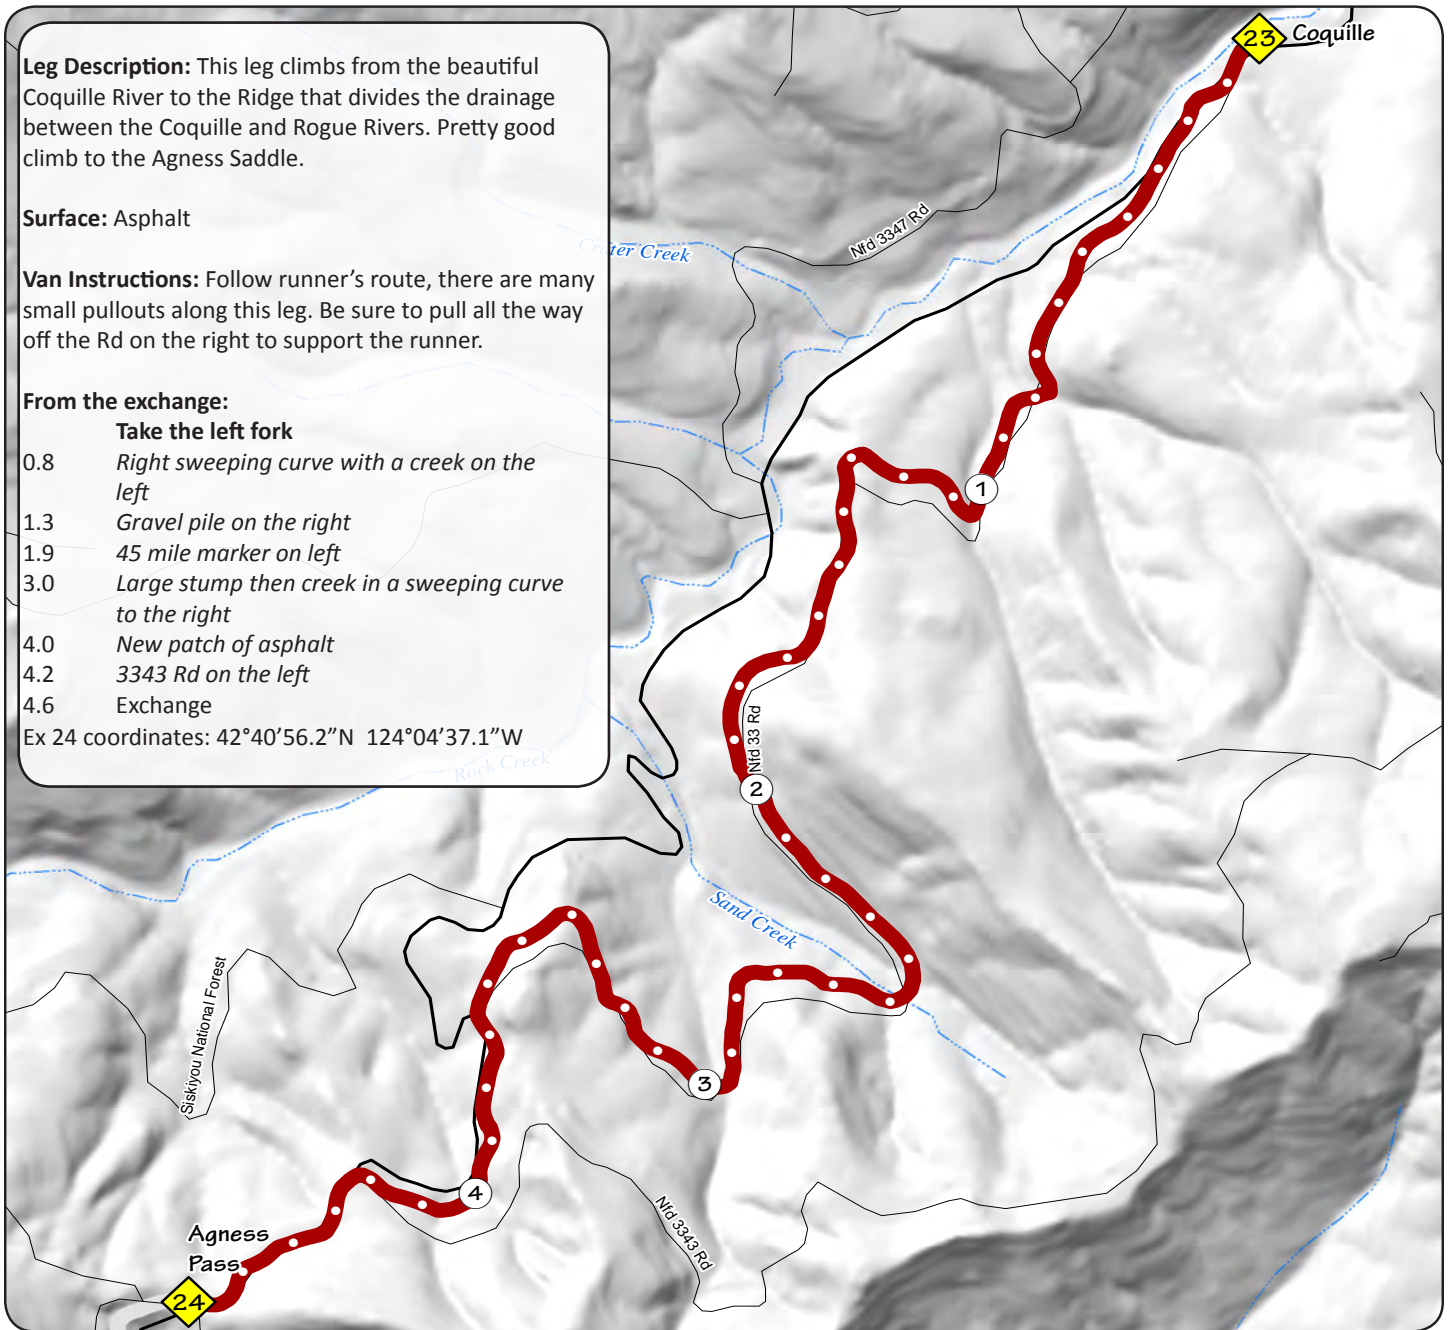 Leg Description: This leg climbs from the beautiful
Coquille River to the Ridge that divides the drainage
between the Coquille and Rogue Rivers. Pretty good
climb to the Agness Saddle.
Surface: Asphalt
Van Instructions: Follow runner’s route, there are many
small pullouts along this leg. Be sure to pull all the way
off the Rd on the right to support the runner.
From the exchange:
Take the left fork
0.8 Right sweeping curve with a creek on the
left
1.3 Gravel pile on the right
1.9 45 mile marker on left
3.0 Large stump then creek in a sweeping curve
to the right
4.0 New patch of asphalt
4.2 3343 Rd on the left
4.6 Exchange
Ex 24 coordinates: 42°40’56.2”N 124°04’37.1”W
23 Coquille
Nfd 3347 Rd
Crater Creek
1
Nfd 33 Rd
2
Rock Creek
Sand Creek
Siskiyou National Forest
3
4
Nfd 3343 Rd
Agness
Pass
24